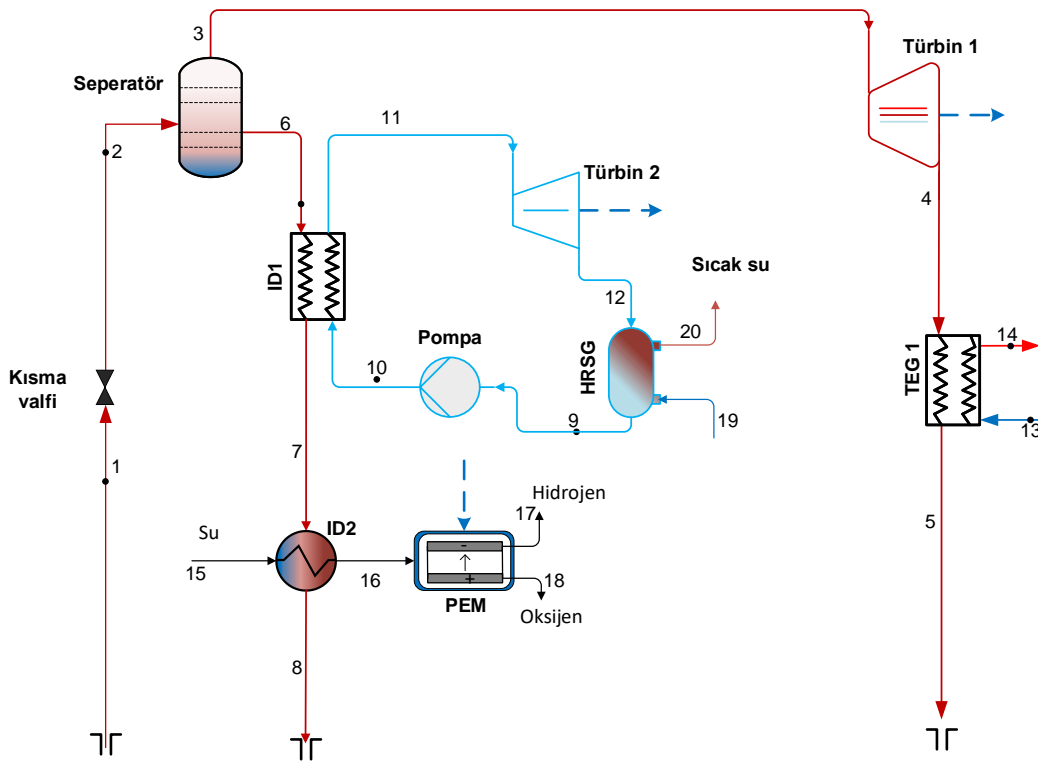 3
Türbin 1
Seperatör
6
11
2
Türbin 2
4
ID1
Sıcak su
12
20
14
Pompa
HRSG
TEG 1
10
Kısma
valfi
9
19
13
7
1
Hidrojen
17
5
Su
ID2
15
16
-
+
18
PEM
Oksijen
8